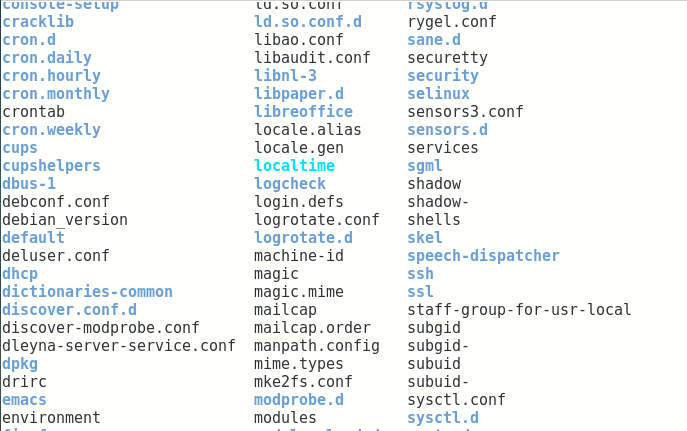 console-setup ld.so.conf rsyslog.d
cracklib ld.so.conf.d rygel.conf
cron.d libao.conf sane.d
cron.daily libaudit.conf securetty
cron.hourly libnl-3 security
cron.monthly libpaper.d selinux
crontab libreoffice sensors3.conf
cron.weekly locale.alias sensors.d
cups locale.gen services
cupshelpers localtime sgml
dbus-1 logcheck shadow
debconf.conf login.defs shadow-
debian_version logrotate.conf shells
default logrotate.d skel
deluser.conf machine-id speech-dispatcher
dhcp magic ssh
dictionaries-common magic.mime ssl
discover.conf.d mailcap staff-group-for-usr-local
discover-modprobe.conf mailcap.order subgid
dleyna-server-service.conf manpath.config subgid-
dpkg mime.types subuid
drirc mke2fs.conf subuid-
emacs modprobe.d sysctl.conf
environment modules sysctl.d